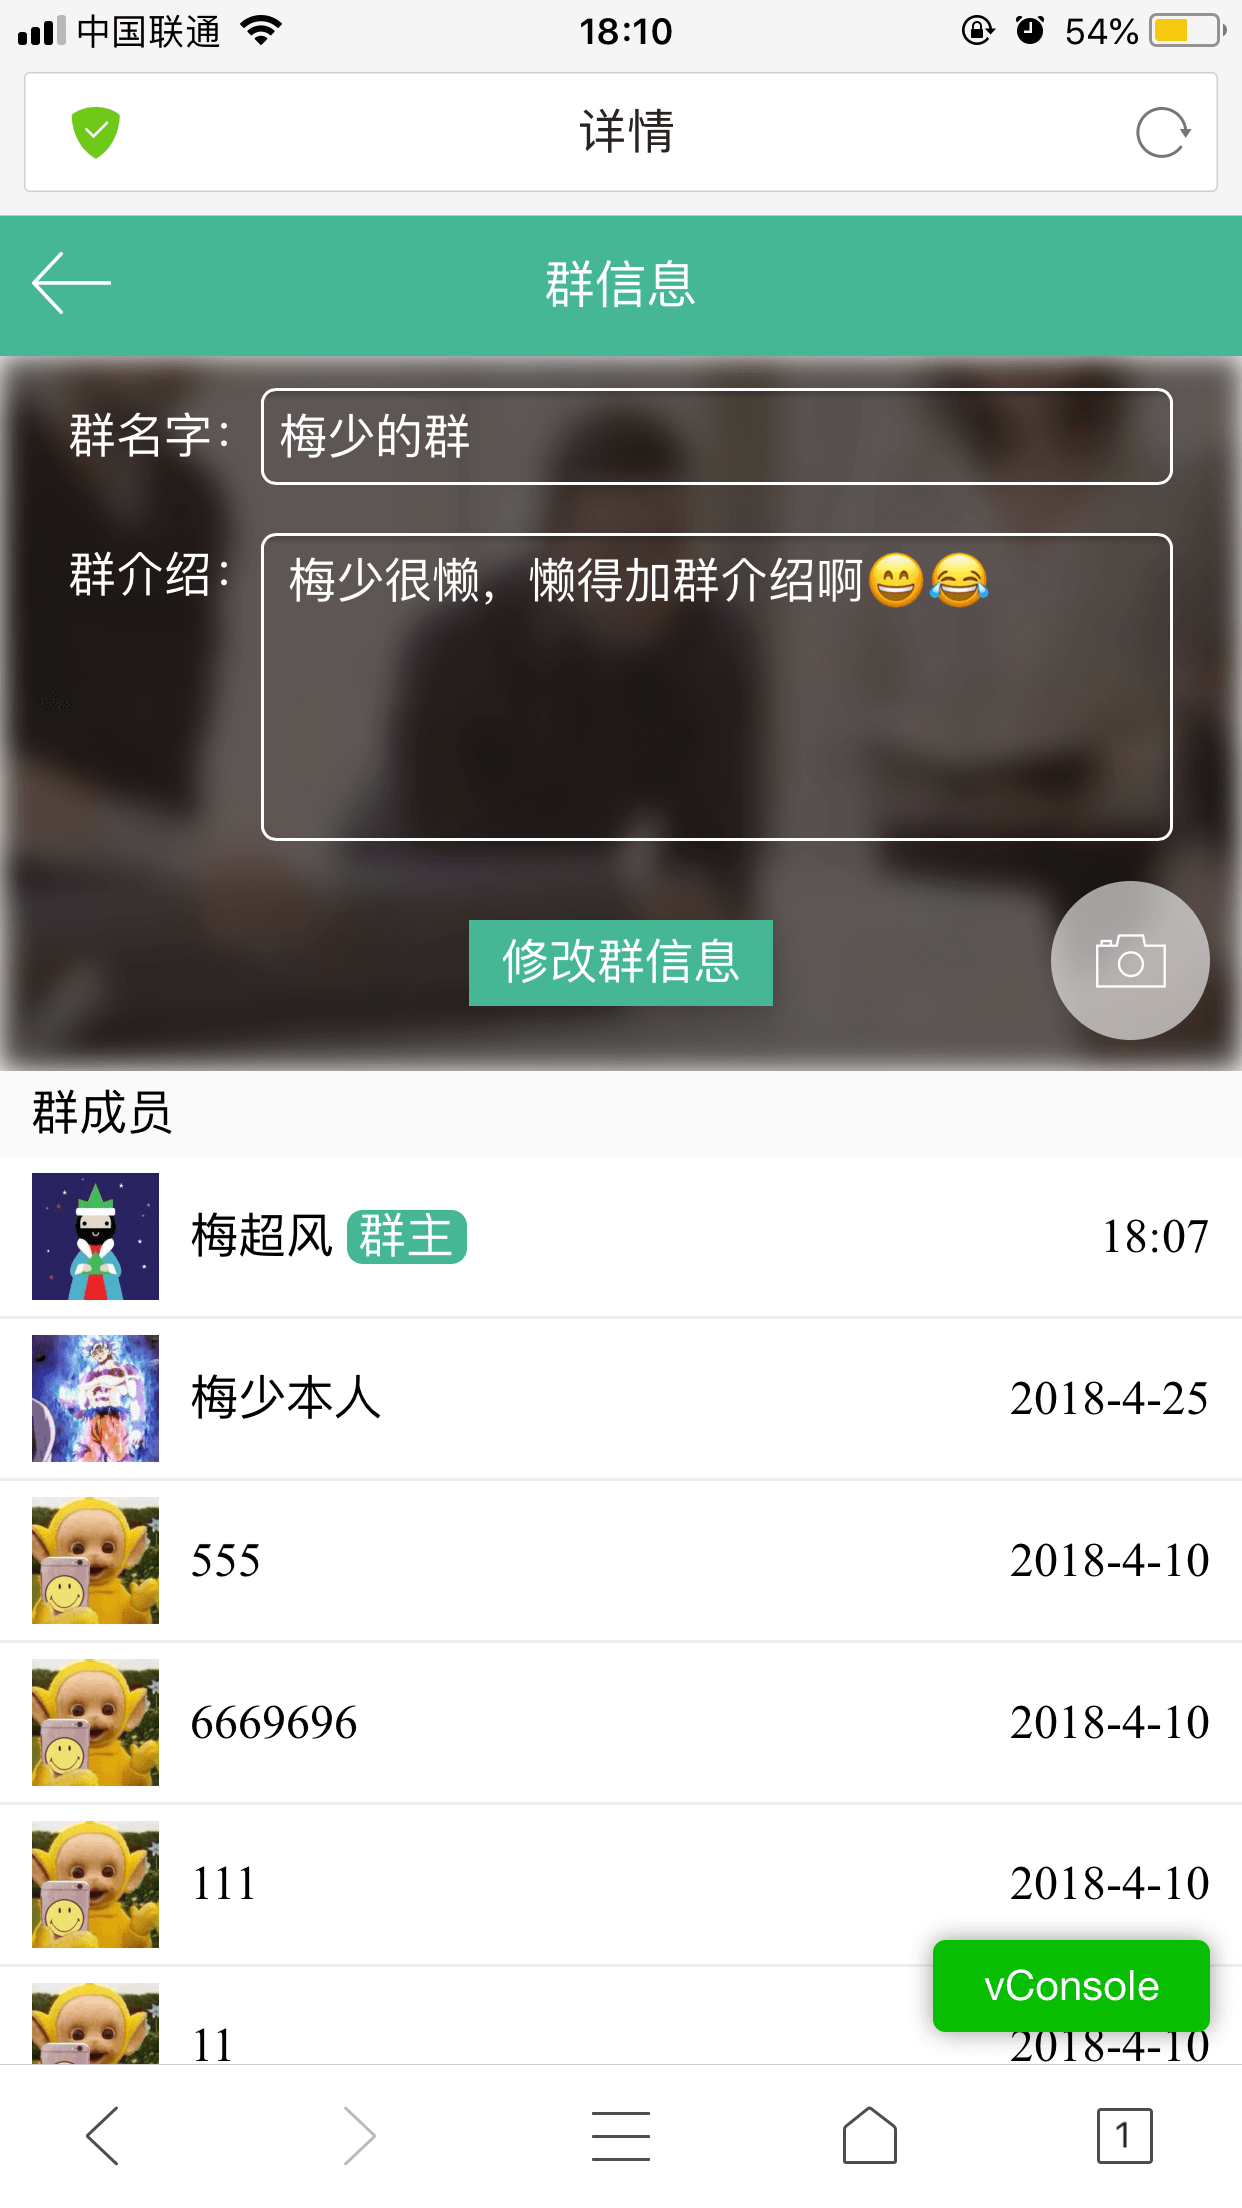 中国联通 18:10 54%
详情
群信息
群名字： 梅少的群
群介绍： 梅少很懒，懒得加群介绍啊😄😂
修改群信息
群成员
梅超风 群主 18:07
梅少本人 2018-4-25
555 2018-4-10
6669696 2018-4-10
111 2018-4-10
vConsole
11 2018-4-10
1